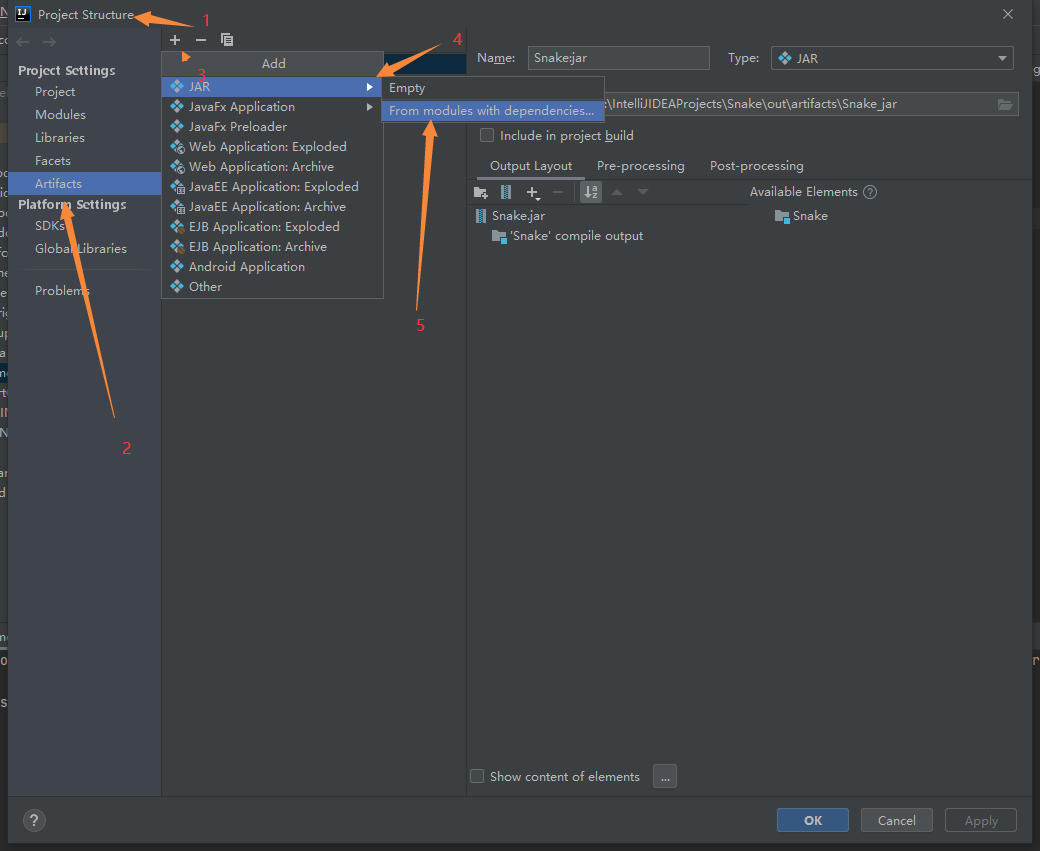 Project Structure
1
Project Settings
Project
Modules
Libraries
Facets
Artifacts
Platform Settings
SDKs
Global Libraries
Problems
2
3
Add
JAR
JavaFx Application
JavaFx Preloader
Web Application: Exploded
Web Application: Archive
JavaEE Application: Exploded
JavaEE Application: Archive
EJB Application: Exploded
EJB Application: Archive
Android Application
Other
4
Empty
From modules with dependencies...
5
Name: Snake:jar Type: JAR
:\IntelliJIDEAProjects\Snake\out\artifacts\Snake_jar
Include in project build
Output Layout Pre-processing Post-processing
Available Elements ?
Snake.jar
'Snake' compile output
Snake
Show content of elements ...
? OK Cancel Apply